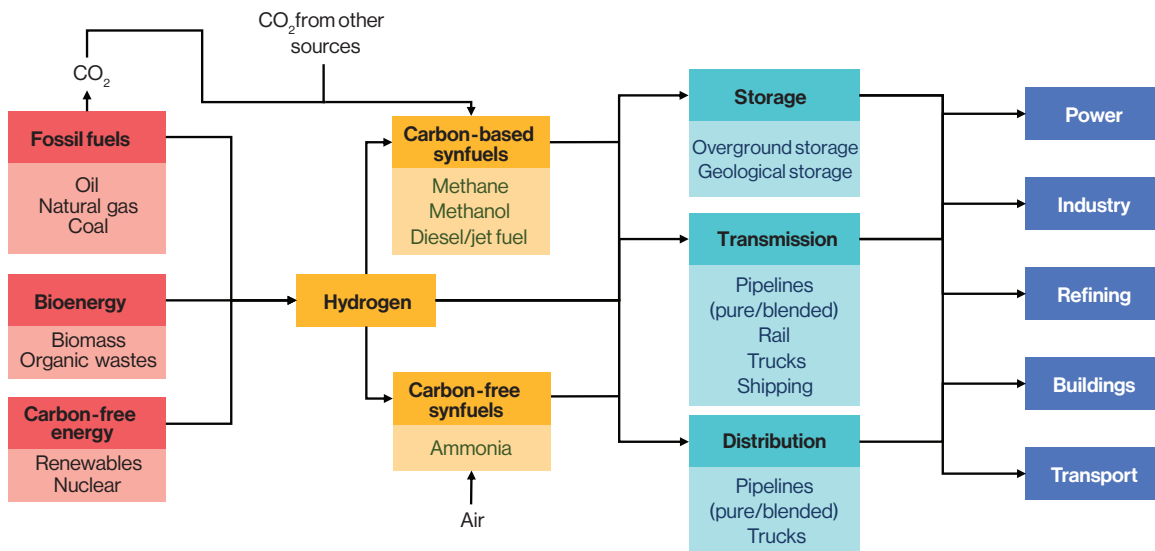 CO₂ from other
sources
CO₂
Fossil fuels
Oil
Natural gas
Coal
Bioenergy
Biomass
Organic wastes
Carbon-free
energy
Renewables
Nuclear
Hydrogen
Carbon-based
synfuels
Methane
Methanol
Diesel/jet fuel
Carbon-free
synfuels
Ammonia
Air
Storage
Overground storage
Geological storage
Transmission
Pipelines
(pure/blended)
Rail
Trucks
Shipping
Distribution
Pipelines
(pure/blended)
Trucks
Power
Industry
Refining
Buildings
Transport